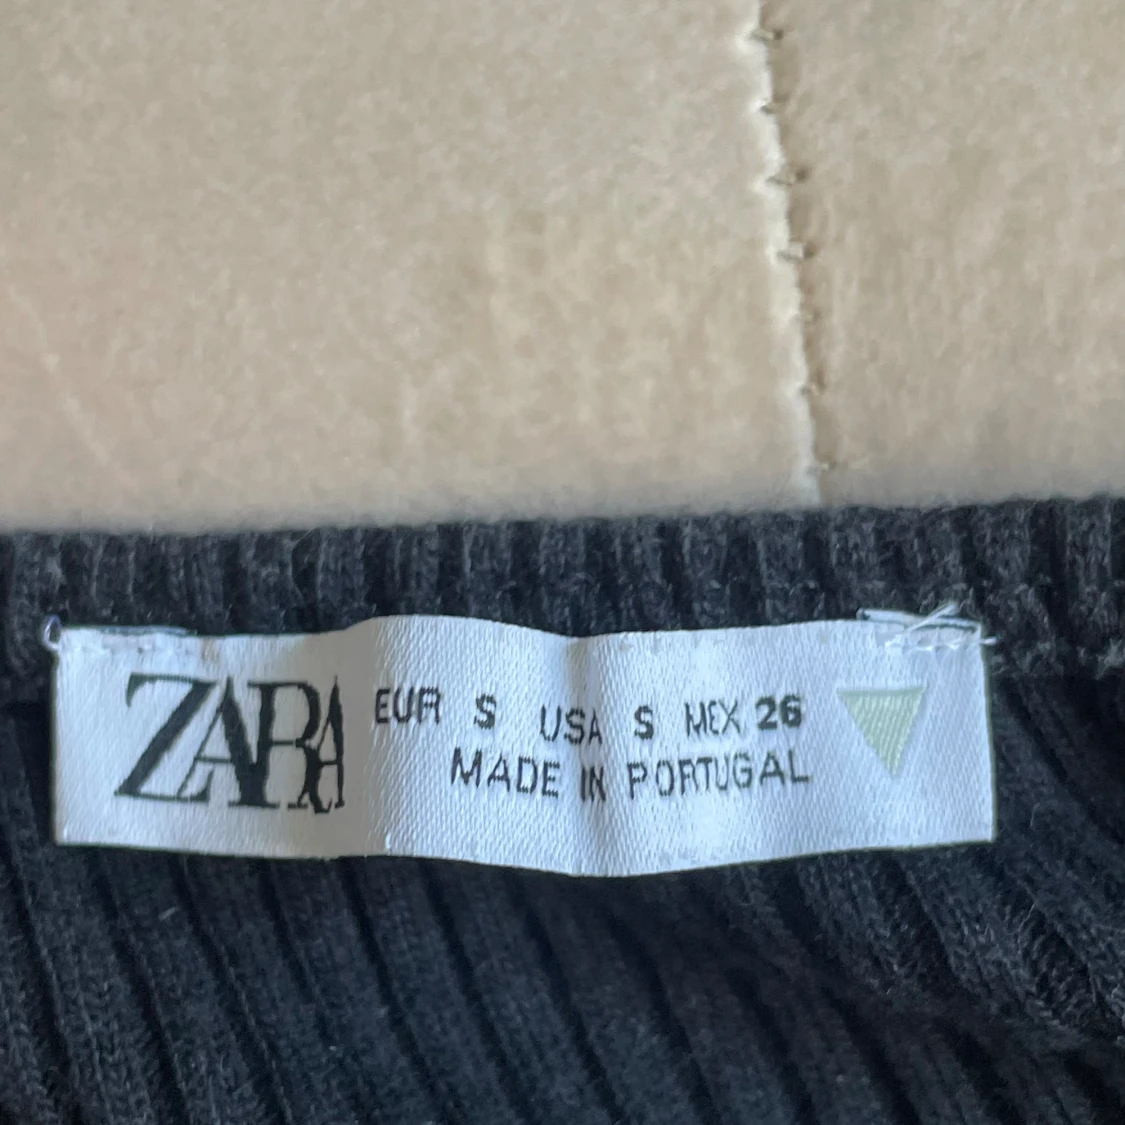 ZARA
EUR S USA S MEX 26
MADE IN PORTUGAL